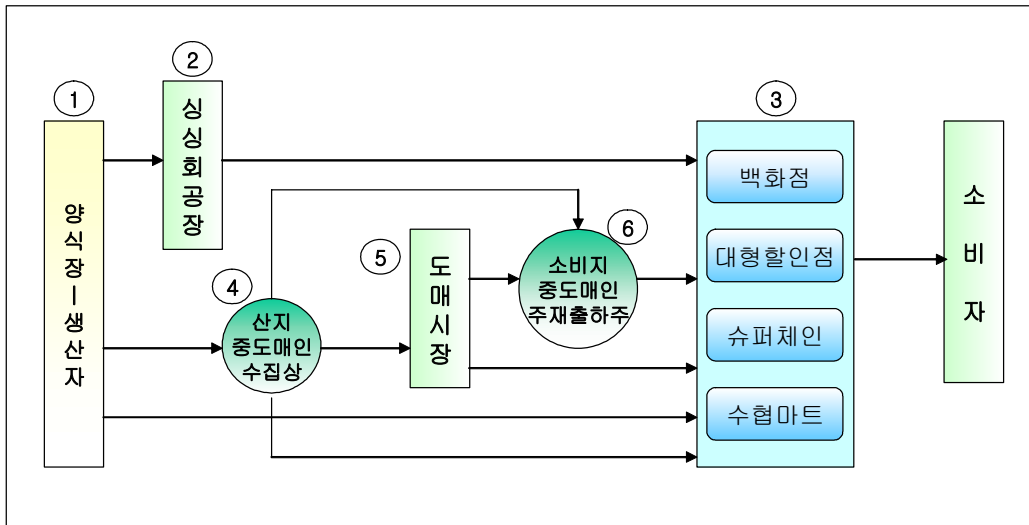 ①
양식장-생산자
②
싱싱회공장
④
산지
중도매인
수집상
⑤
도매시장
⑥
소비지
중도매인
주재출하주
③
백화점
대형할인점
슈퍼체인
수협마트
소비자